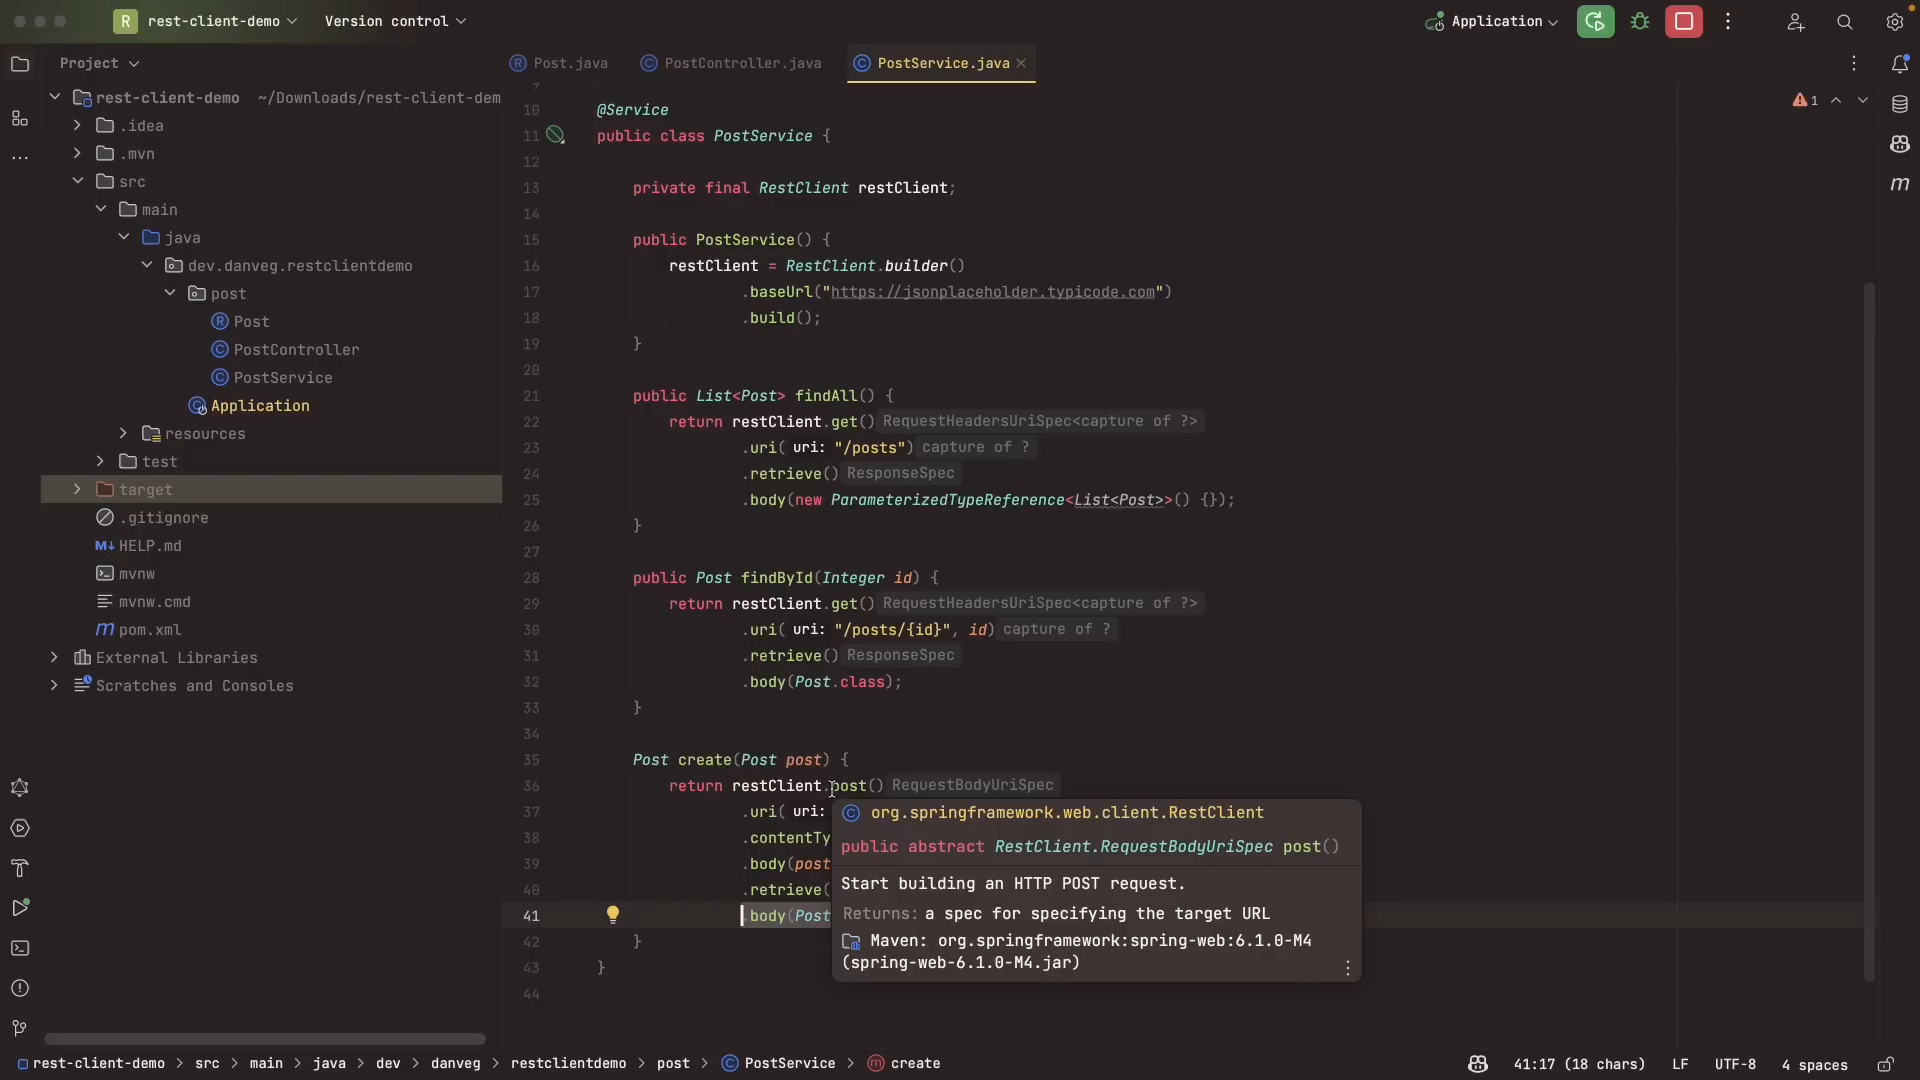 R rest-client-demo Version control Application
Project
Post.java PostController.java PostService.java
rest-client-demo ~/Downloads/rest-client-dem
.idea
.mvn
src
main
java
dev.danveg.restclientdemo
post
Post
PostController
PostService
Application
resources
test
target
.gitignore
HELP.md
mvnw
mvnw.cmd
pom.xml
External Libraries
Scratches and Consoles
1
9
10 @Service
11 public class PostService {
12
13 private final RestClient restClient;
14
15 public PostService() {
16 restClient = RestClient.builder()
17 .baseUrl("https://jsonplaceholder.typicode.com")
18 .build();
19 }
20
21 public List<Post> findAll() {
22 return restClient.get() RequestHeadersUriSpec<capture of ?>
23 .uri( uri: "/posts") capture of ?
24 .retrieve() ResponseSpec
25 .body(new ParameterizedTypeReference<List<Post>>() {});
26 }
27
28 public Post findById(Integer id) {
29 return restClient.get() RequestHeadersUriSpec<capture of ?>
30 .uri( uri: "/posts/{id}", id) capture of ?
31 .retrieve() ResponseSpec
32 .body(Post.class);
33 }
34
35 Post create(Post post) {
36 return restClient.post() RequestBodyUriSpec
37 .uri( uri:
38 .contentTy
39 .body(post
40 .retrieve(
41 .body(Post
42 }
43 }
44
org.springframework.web.client.RestClient
public abstract RestClient.RequestBodyUriSpec post()
Start building an HTTP POST request.
Returns: a spec for specifying the target URL
Maven: org.springframework:spring-web:6.1.0-M4
(spring-web-6.1.0-M4.jar)
rest-client-demo > src > main > java > dev > danveg > restclientdemo > post > PostService > create 41:17 (18 chars) LF UTF-8 4 spaces